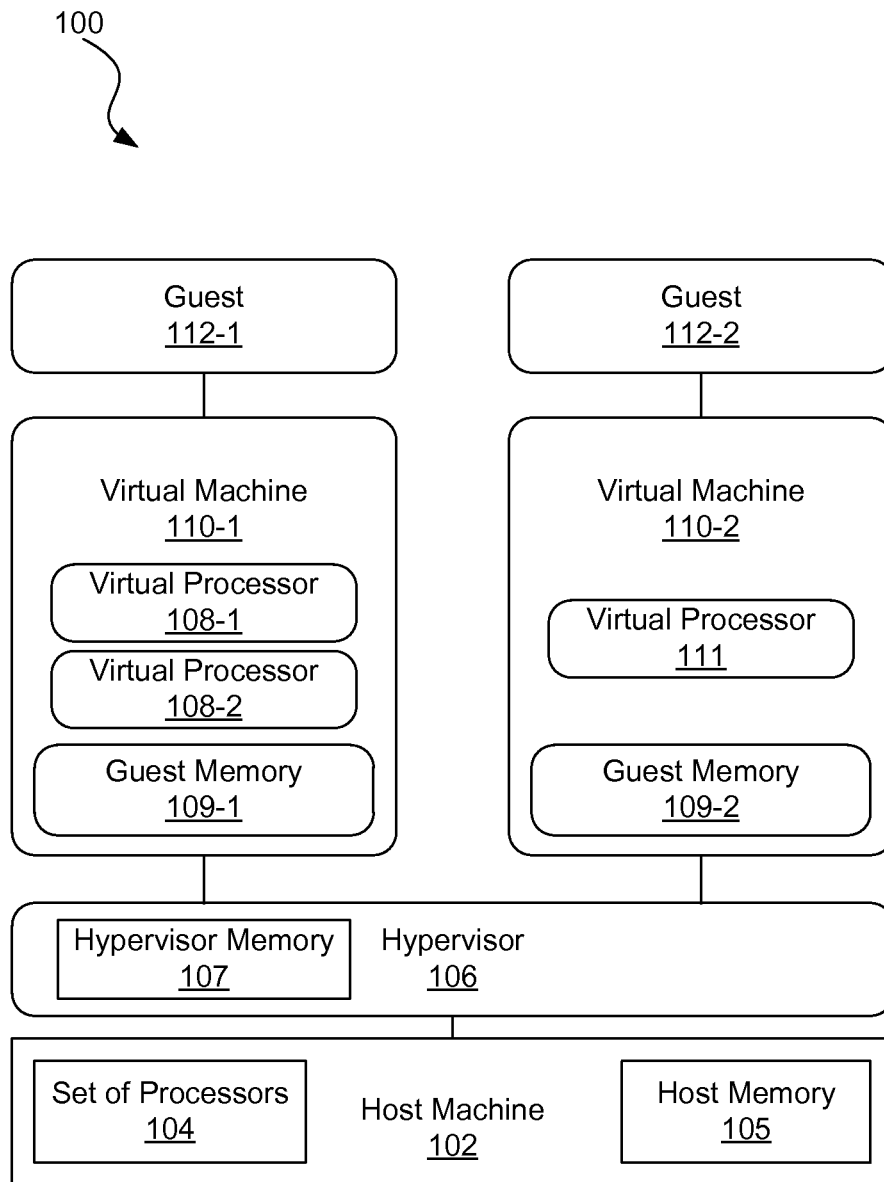 100
Guest
112-1
Guest
112-2
Virtual Machine
110-1
Virtual Processor
108-1
Virtual Processor
108-2
Guest Memory
109-1
Virtual Machine
110-2
Virtual Processor
111
Guest Memory
109-2
Hypervisor Memory
107
Hypervisor
106
Set of Processors
104
Host Machine
102
Host Memory
105